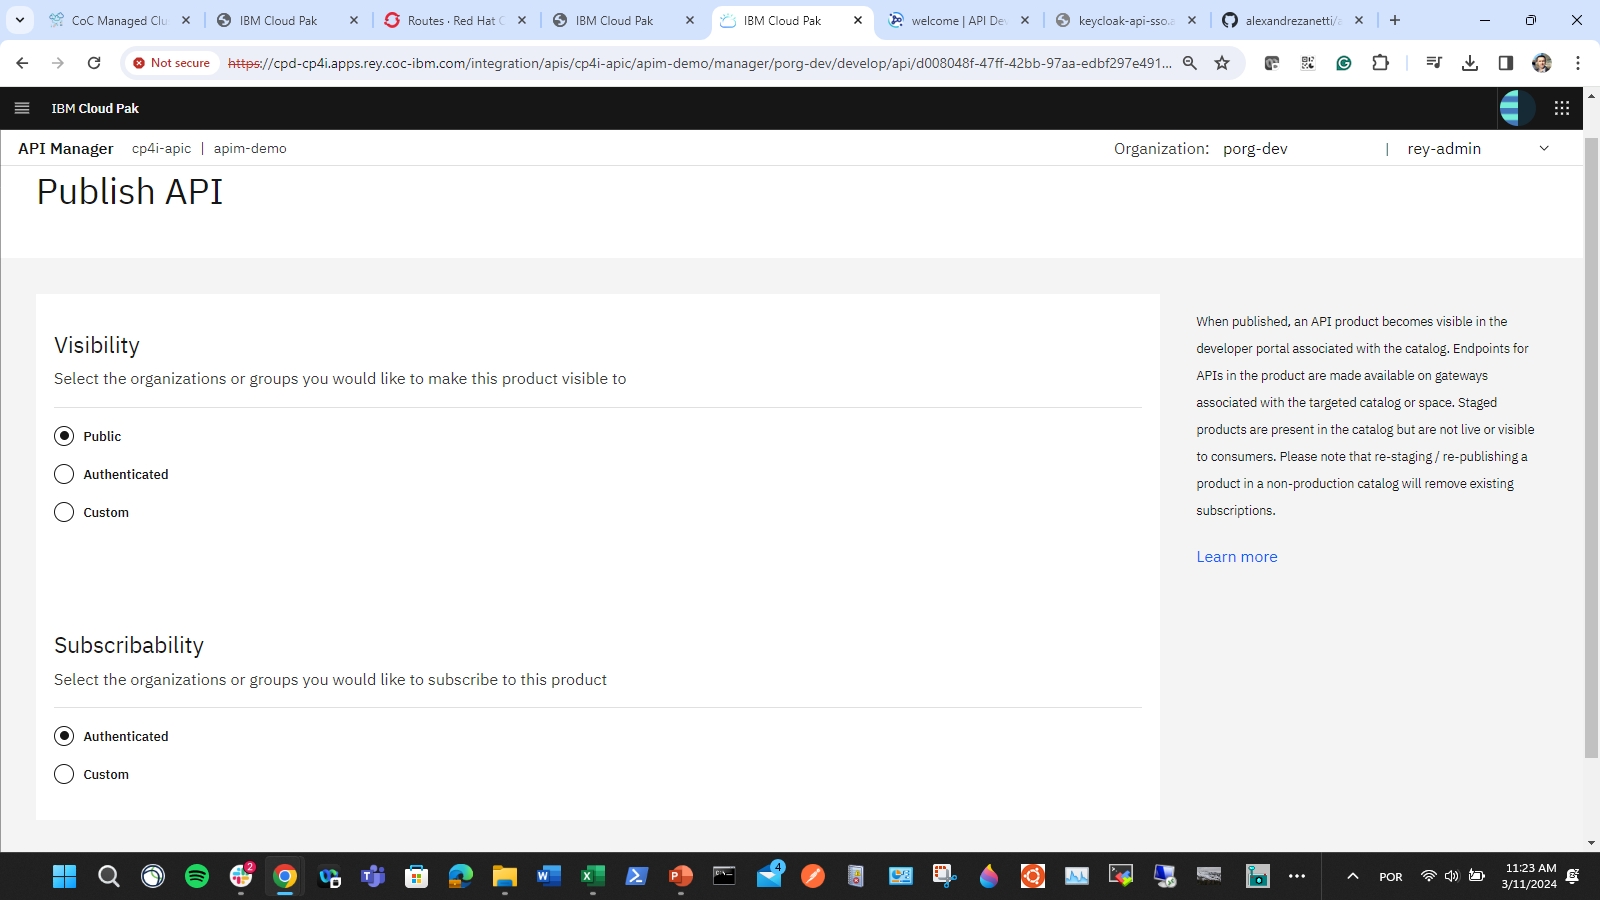 CoC Managed Clu
IBM Cloud Pak
Routes · Red Hat C
IBM Cloud Pak
IBM Cloud Pak
welcome | API De
keycloak-api-sso.a
alexandrezanetti/a
Not secure
https://cpd-cp4i.apps.rey.coc-ibm.com/integration/apis/cp4i-apic/apim-demo/manager/porg-dev/develop/api/d008048f-47ff-42bb-97aa-edbf297e491...
IBM Cloud Pak
API Manager cp4i-apic | apim-demo
Organization: porg-dev | rey-admin
Publish API
Visibility
Select the organizations or groups you would like to make this product visible to
Public
Authenticated
Custom
Subscribability
Select the organizations or groups you would like to subscribe to this product
Authenticated
Custom
When published, an API product becomes visible in the
developer portal associated with the catalog. Endpoints for
APIs in the product are made available on gateways
associated with the targeted catalog or space. Staged
products are present in the catalog but are not live or visible
to consumers. Please note that re-staging / re-publishing a
product in a non-production catalog will remove existing
subscriptions.
Learn more
2
4
POR
11:23 AM
3/11/2024